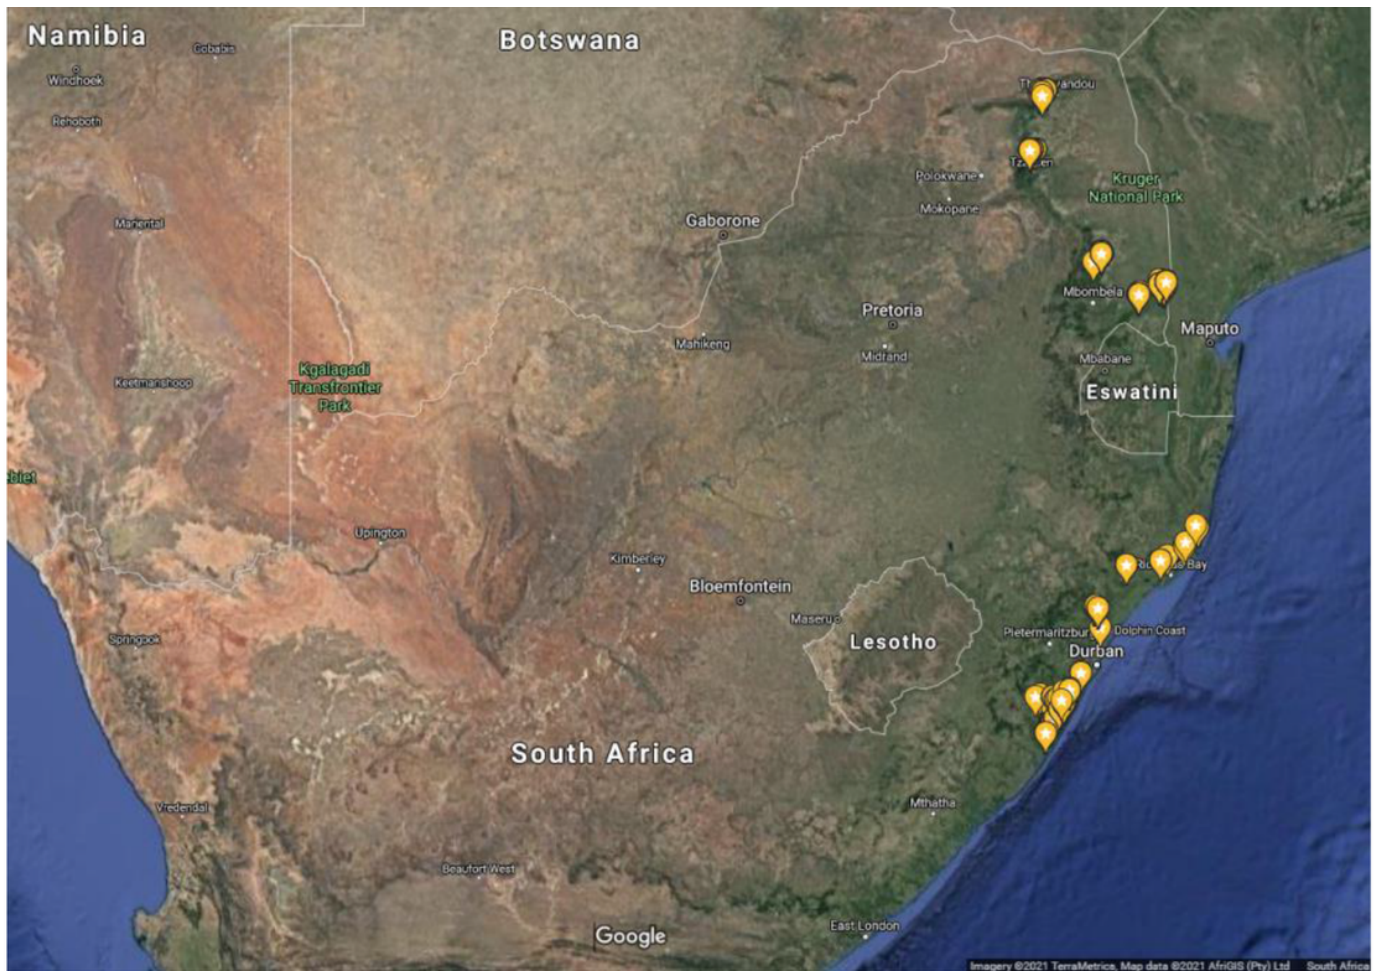 Namibia
Gobabis
Botswana
Windhoek
Rehoboth
Polokwane
Kruger
National Park
Mokopane
Mariental
Gaborone
Mbombela
Pretoria
Maputo
Mahikeng
Midrand
Mbabane
Kgalagadi
Transfrontier
Park
Keetmanshoop
Eswatini
Upington
Kimberley
Bay
Bloemfontein
Maseru
Springbok
Lesotho
Dolphin Coast
Durban
South Africa
Vredendal
Mthatha
Beaufort West
East London
Google
Imagery ©2021 TerraMetrics, Map data ©2021 AfriGIS (Pty) Ltd South Africa